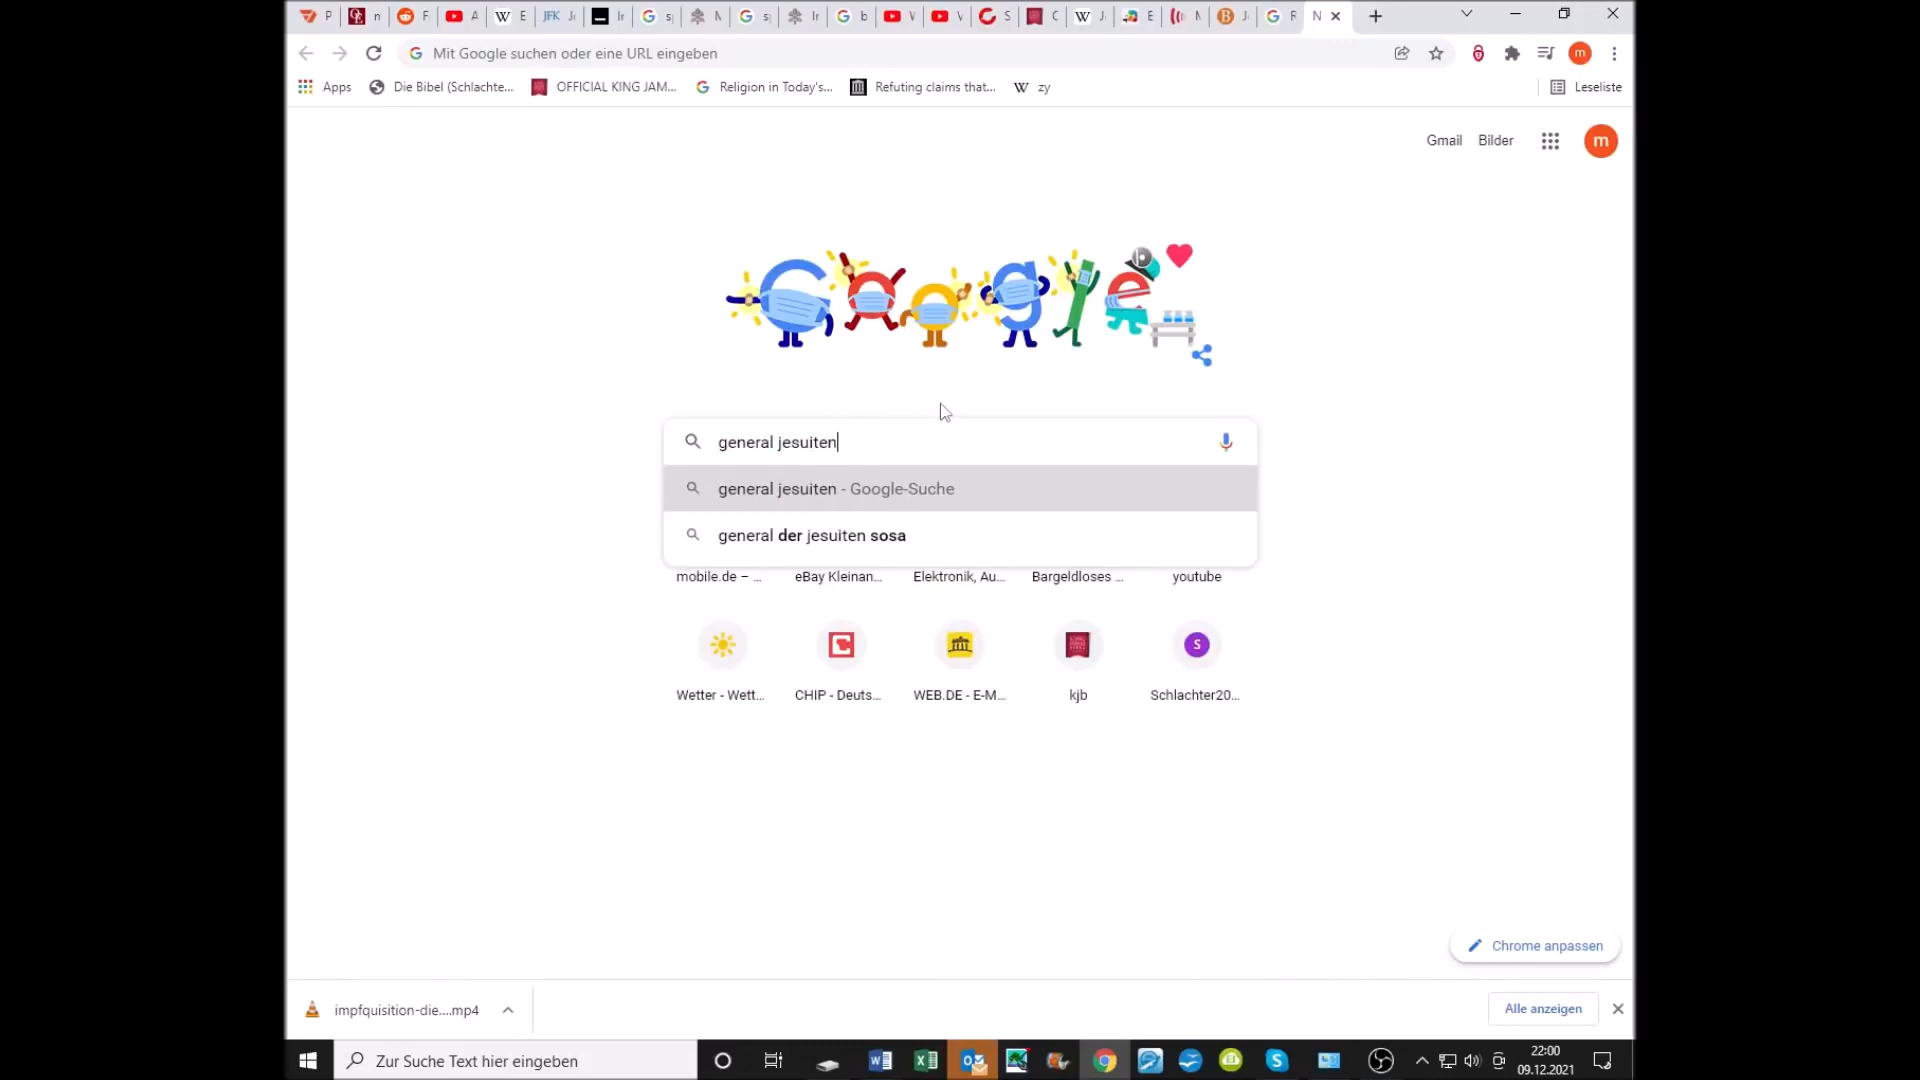 P n F A W E JFK J In s M s In b V V S C W J E N J R N
Mit Google suchen oder eine URL eingeben
Apps Die Bibel (Schlachte... OFFICIAL KING JAM... Religion in Today's... Refuting claims that... W zy Leseliste
Gmail Bilder m
general jesuiten
general jesuiten - Google-Suche
general der jesuiten sosa
mobile.de – ... eBay Kleinan... Elektronik, Au... Bargeldloses ... youtube
S
Wetter - Wett... CHIP - Deuts... WEB.DE - E-M... kjb Schlachter20...
Chrome anpassen
impfquisition-die....mp4 Alle anzeigen
Zur Suche Text hier eingeben 22:00
09.12.2021